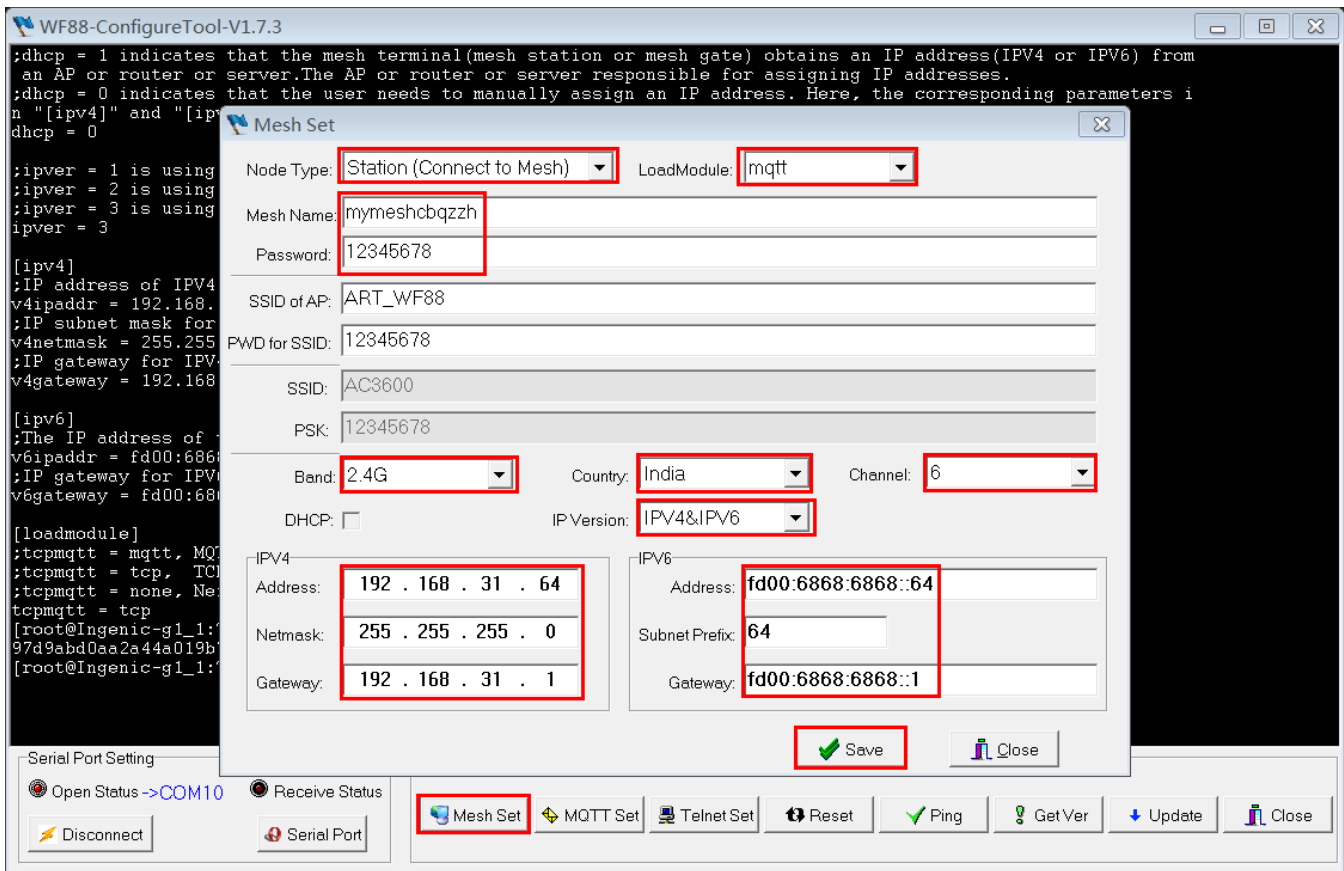 WF88-ConfigureTool-V1.7.3
;dhcp = 1 indicates that the mesh terminal(mesh station or mesh gate) obtains an IP address(IPV4 or IPV6) from
an AP or router or server.The AP or router or server responsible for assigning IP addresses.
;dhcp = 0 indicates that the user needs to manually assign an IP address. Here, the corresponding parameters i
n "[ipv4]" and "[ip
dhcp = 0
;ipver = 1 is using
;ipver = 2 is using
;ipver = 3 is using
ipver = 3
[ipv4]
;IP address of IPV4
v4ipaddr = 192.168.
;IP subnet mask for
v4netmask = 255.255
;IP gateway for IPV
v4gateway = 192.168
[ipv6]
;The IP address of
v6ipaddr = fd00:686
;IP gateway for IPV
v6gateway = fd00:68
[loadmodule]
;tcpmqtt = mqtt, MQT
;tcpmqtt = tcp, TC
;tcpmqtt = none, Ne
tcpmqtt = tcp
[root@Ingenic-g1_1:
97d9abd0aa2a44a019b
[root@Ingenic-g1_1:
Mesh Set
Node Type: Station (Connect to Mesh) LoadModule: mqtt
Mesh Name: mymeshcbqzzh
Password: 12345678
SSID of AP: ART_WF88
PWD for SSID: 12345678
SSID: AC3600
PSK: 12345678
Band: 2.4G Country: India Channel: 6
DHCP: IP Version: IPV4&IPV6
IPV4
Address: 192 . 168 . 31 . 64
Netmask: 255 . 255 . 255 . 0
Gateway: 192 . 168 . 31 . 1
IPV6
Address: fd00:6868:6868::64
Subnet Prefix: 64
Gateway: fd00:6868:6868::1
Save Close
Serial Port Setting
Open Status ->COM10 Receive Status
Disconnect Serial Port
Mesh Set MQTT Set Telnet Set Reset Ping Get Ver Update Close